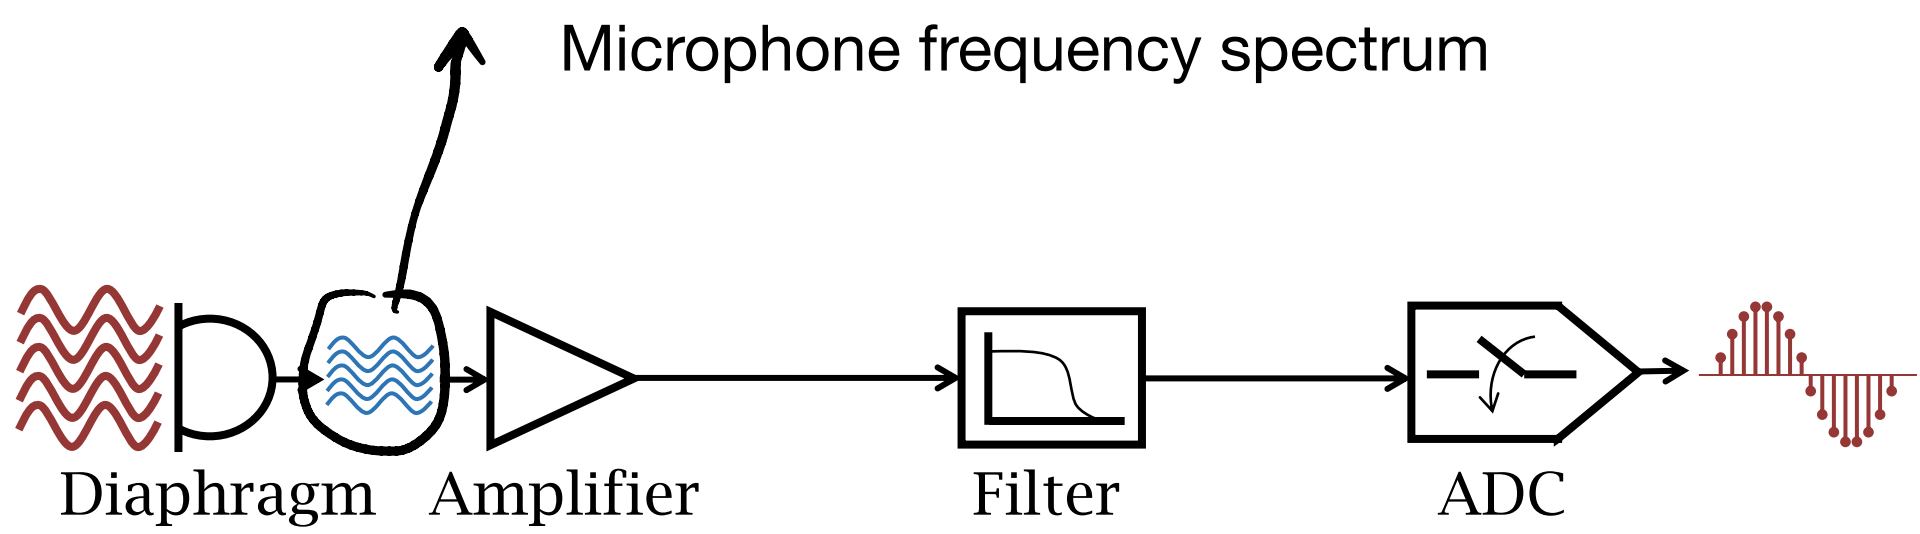 Microphone frequency spectrum
Diaphragm
Amplifier
Filter
ADC